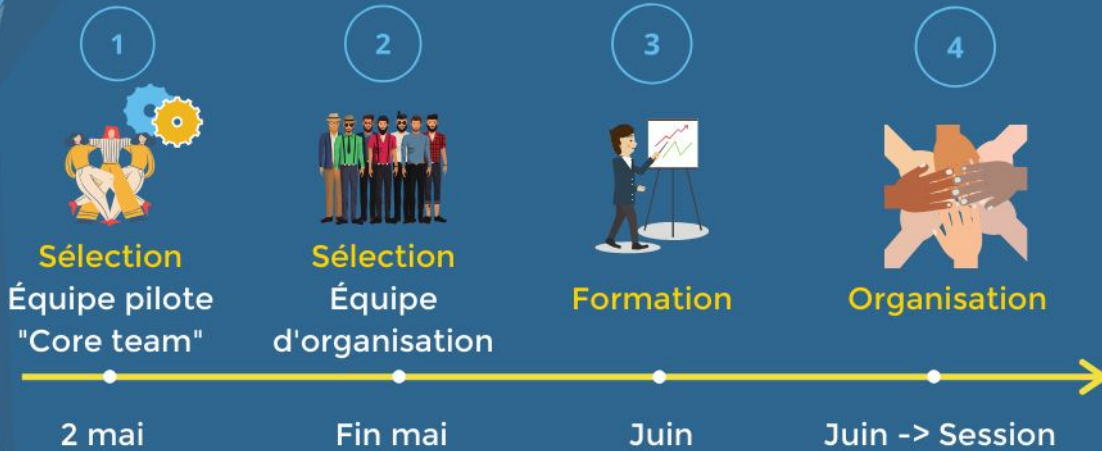 1
2
3
4
Sélection
Équipe pilote
"Core team"
Sélection
Équipe
d'organisation
Formation
Organisation
2 mai
Fin mai
Juin
Juin -> Session